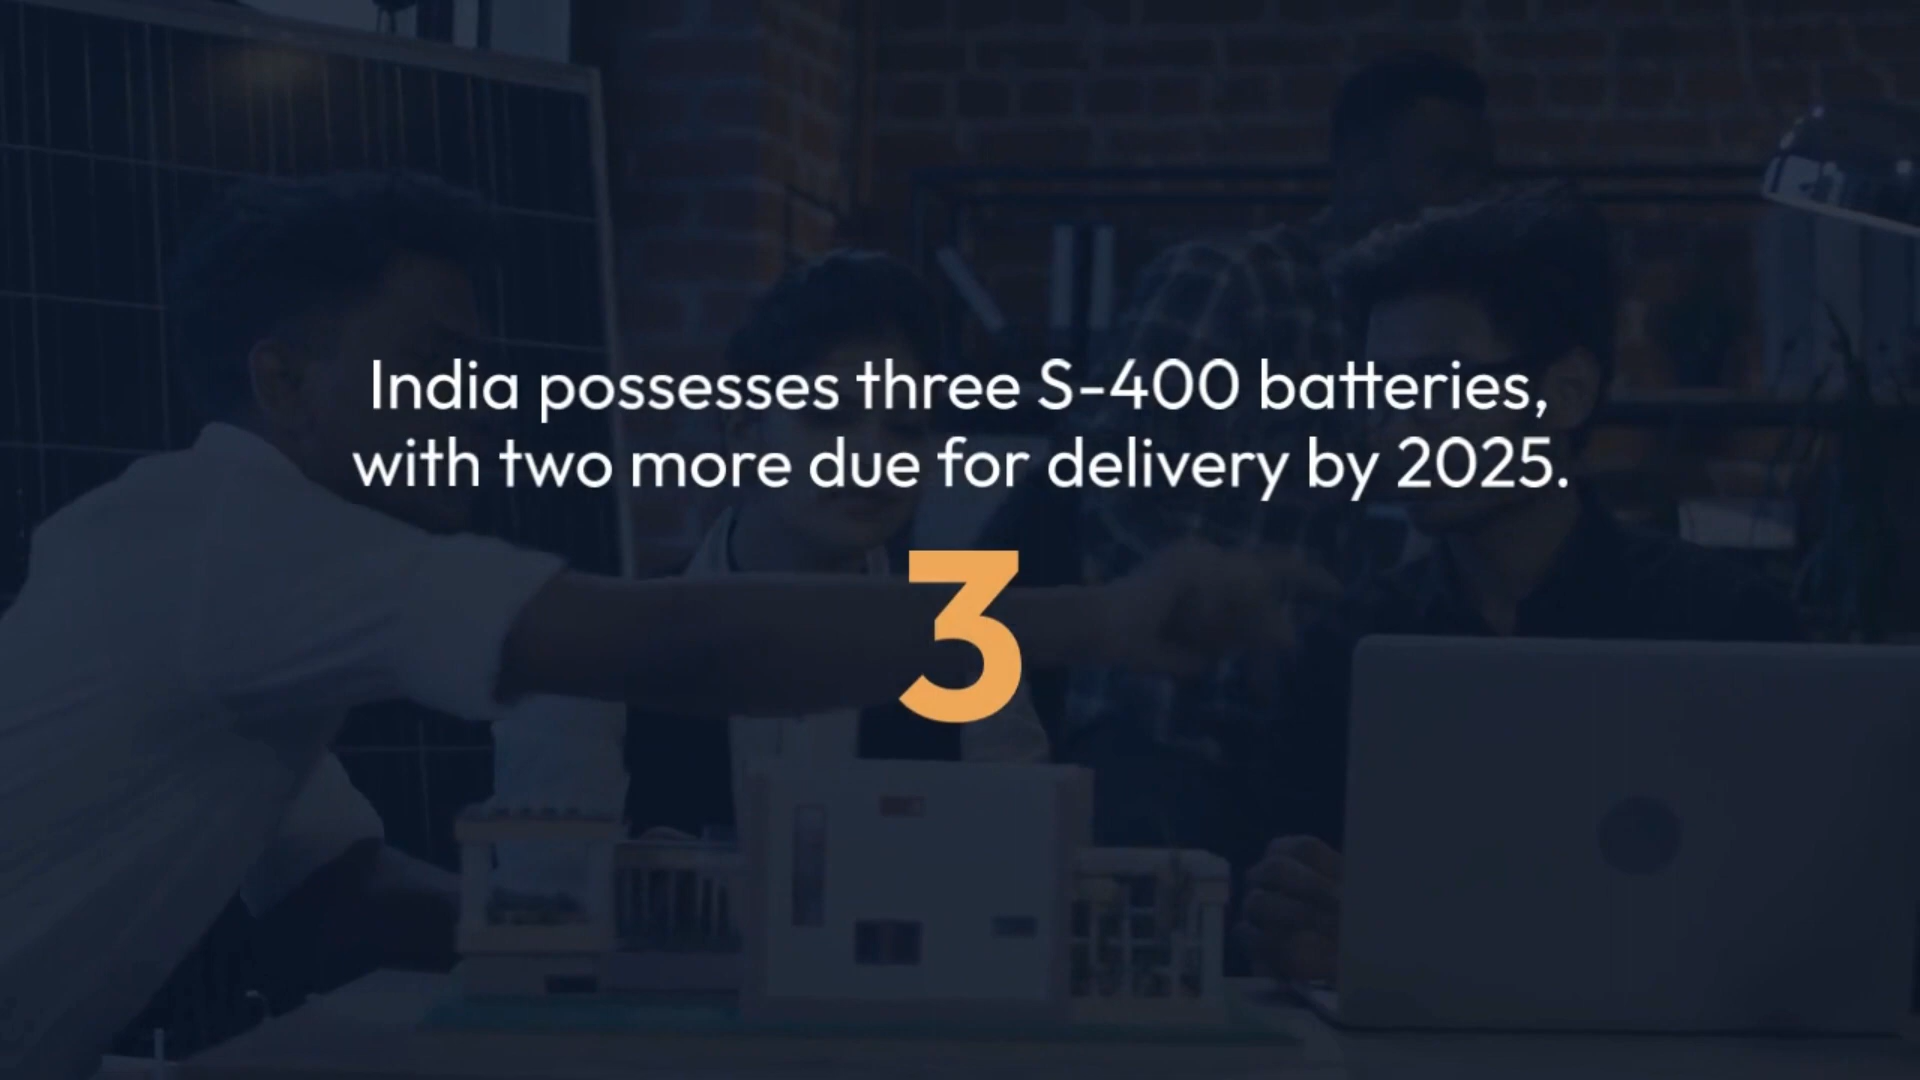 India possesses three S-400 batteries,
with two more due for delivery by 2025.
3